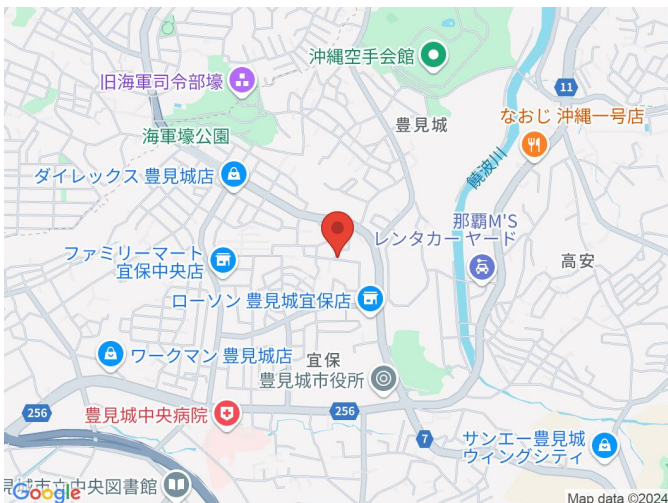 沖縄空手会館
旧海軍司令部壕
11
豊見城
なおじ 沖縄一号店
海軍壕公園
饒波川
ダイレックス 豊見城店
那覇M'S
レンタカー ヤード
ファミリーマート
宜保中央店
高安
ローソン 豊見城宜保店
ワークマン 豊見城店
宜保
豊見城市役所
256
豊見城中央病院
256
7
サンエー豊見城
ウィングシティ
見城市立中央図書館
Google
Map data ©2024